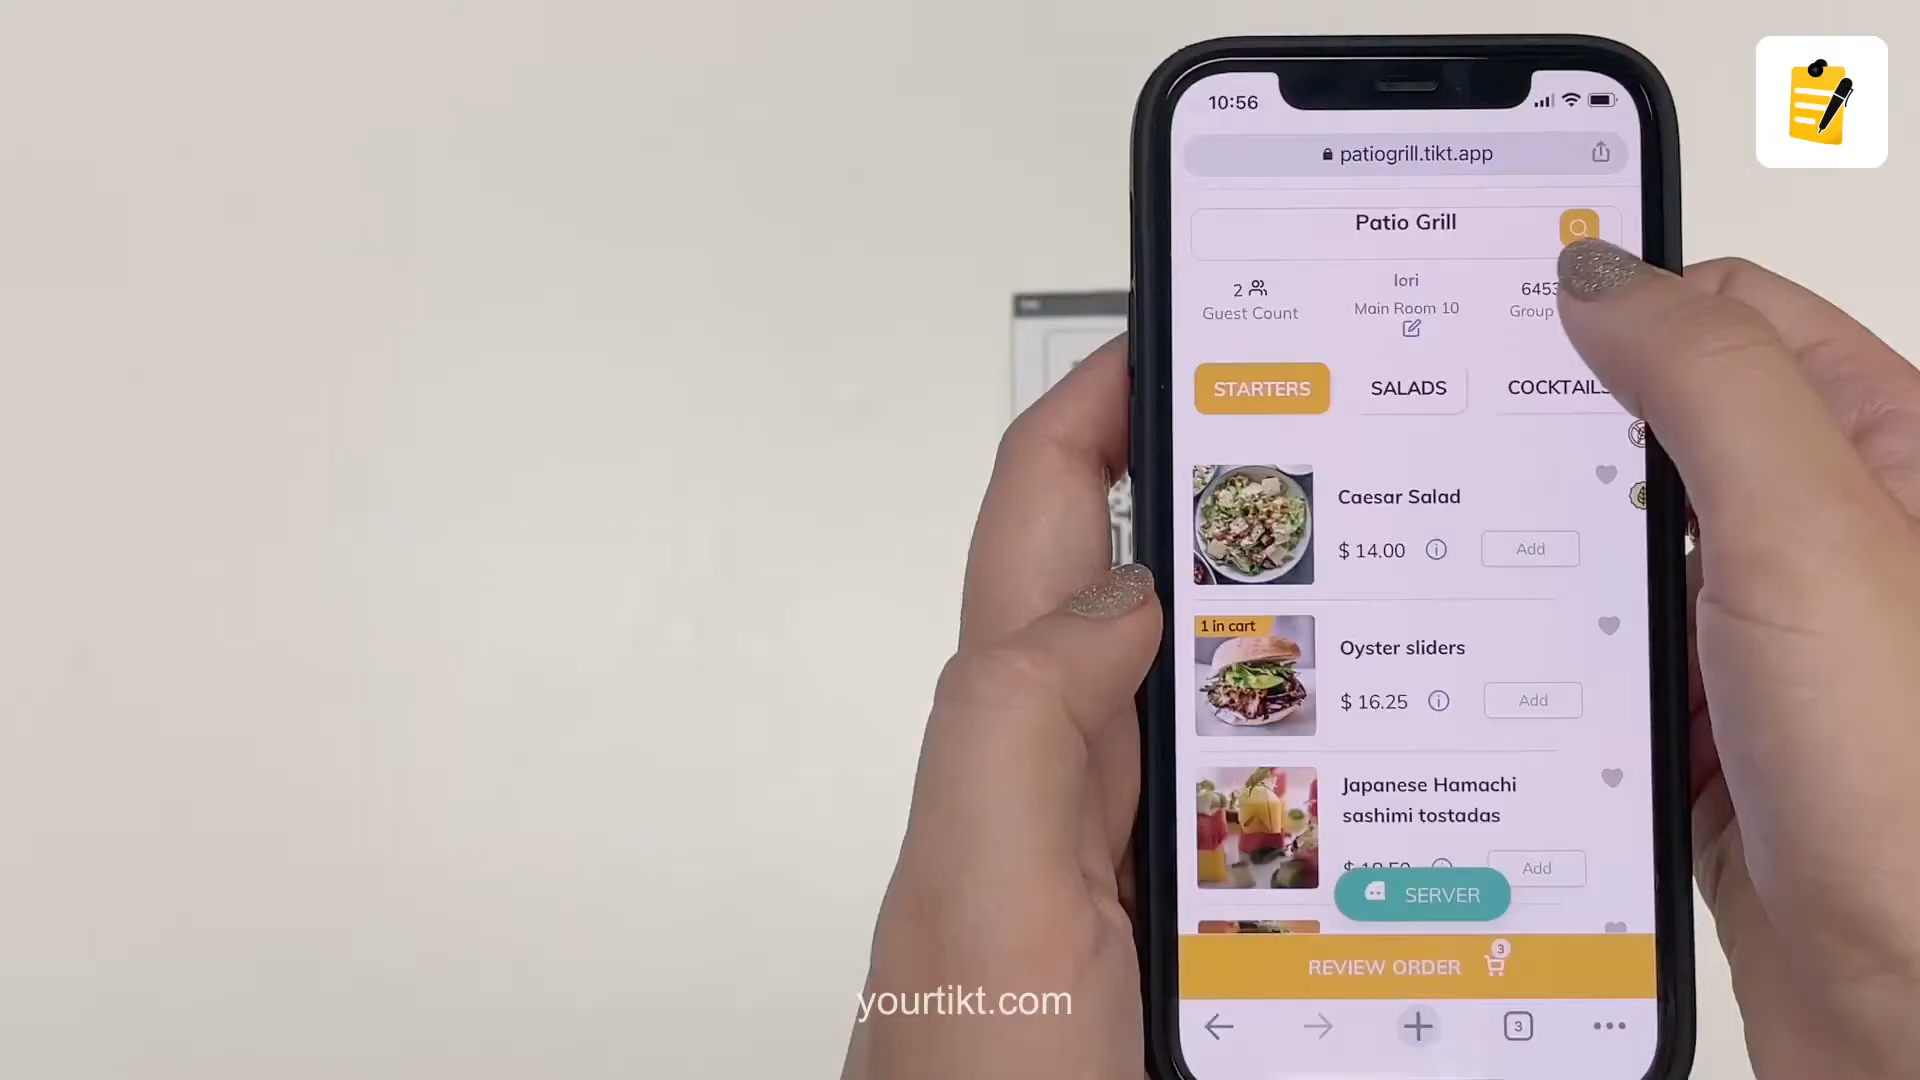 10:56
patiogrill.tikt.app
Patio Grill
2
Iori
6453
Guest Count
Main Room 10
Group
STARTERS
SALADS
COCKTAILS
Caesar Salad
$ 14.00
Add
1 in cart
Oyster sliders
$ 16.25
Add
Japanese Hamachi
sashimi tostadas
Add
SERVER
REVIEW ORDER
3
yourtikt.com
3